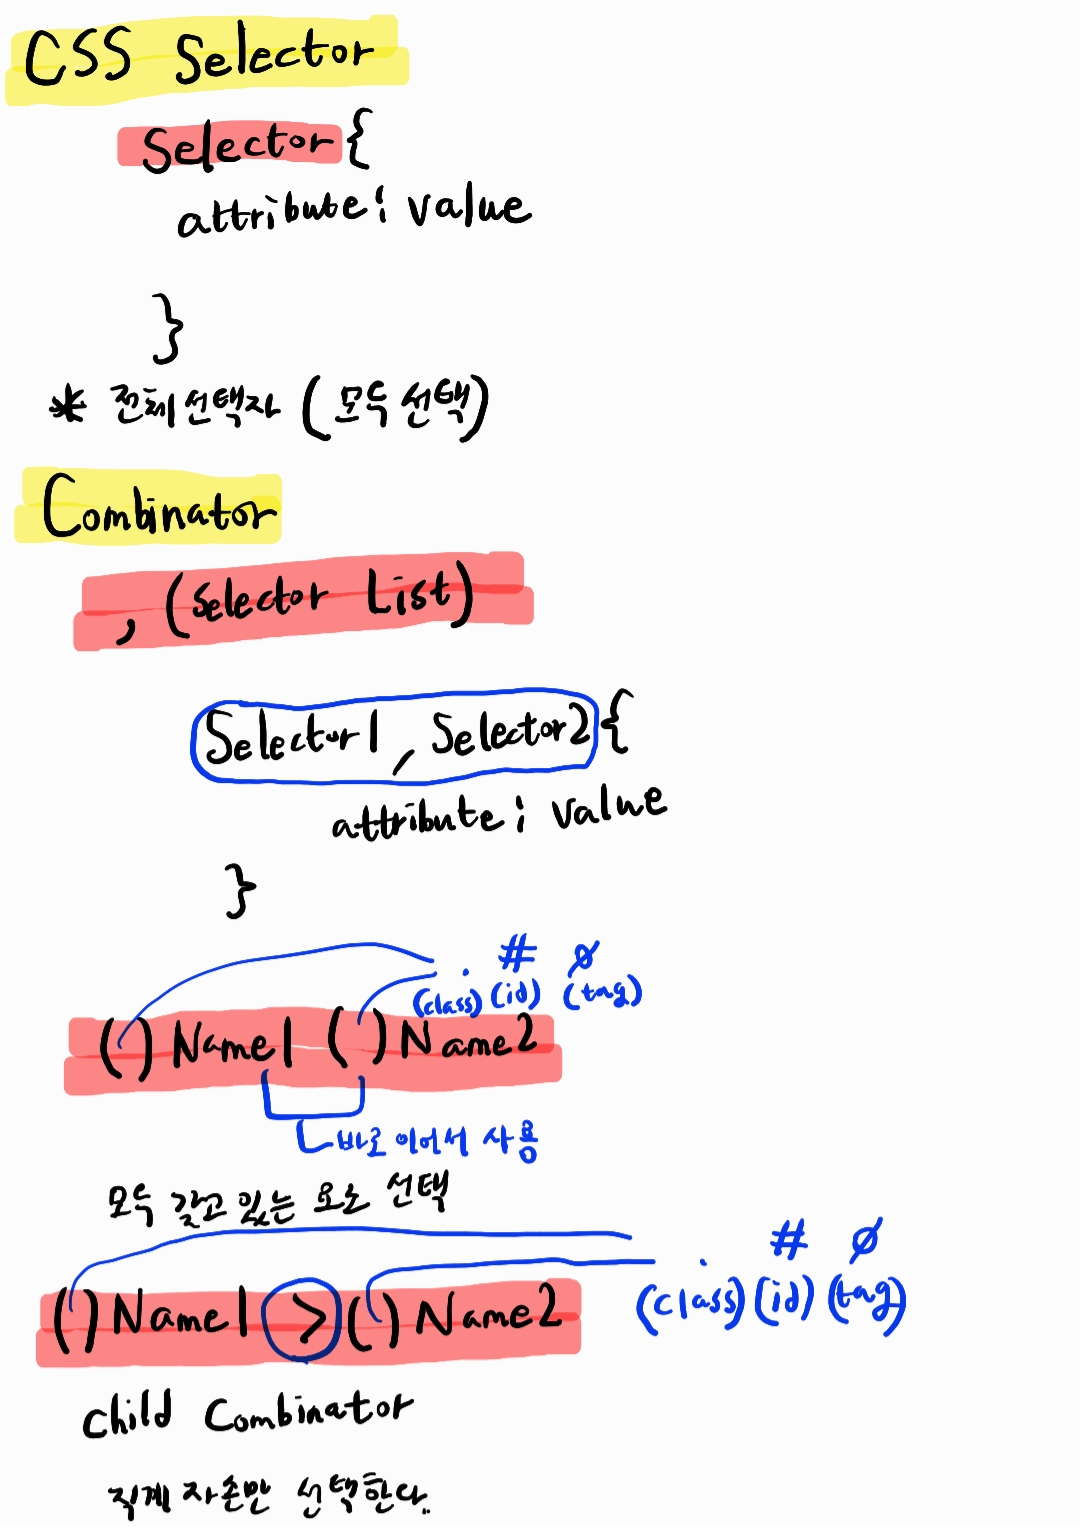 CSS Selector
Selector {
attribute: value
}
* 전체 선택자 (모두 선택)
Combinator
, (Selector List)
Selector1, Selector2 {
attribute: value
}
. # ∅
(class) (id) (tag)
( ) Name1 ( ) Name2
바로 이어서 사용
모두 갖고 있는 요소 선택
. # ∅
(class) (id) (tag)
( ) Name1 > ( ) Name2
child Combinator
직계 자손만 선택한다.